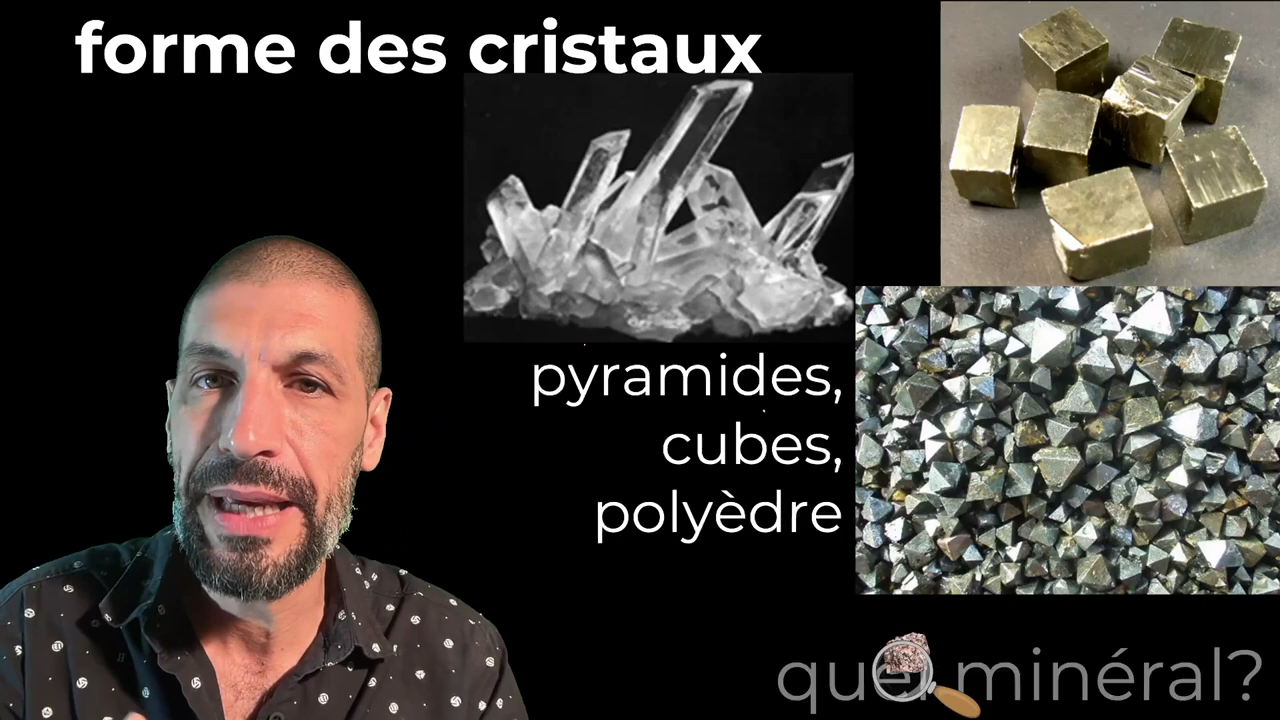 forme des cristaux
pyramides,
cubes,
polyèdre
quel minéral?